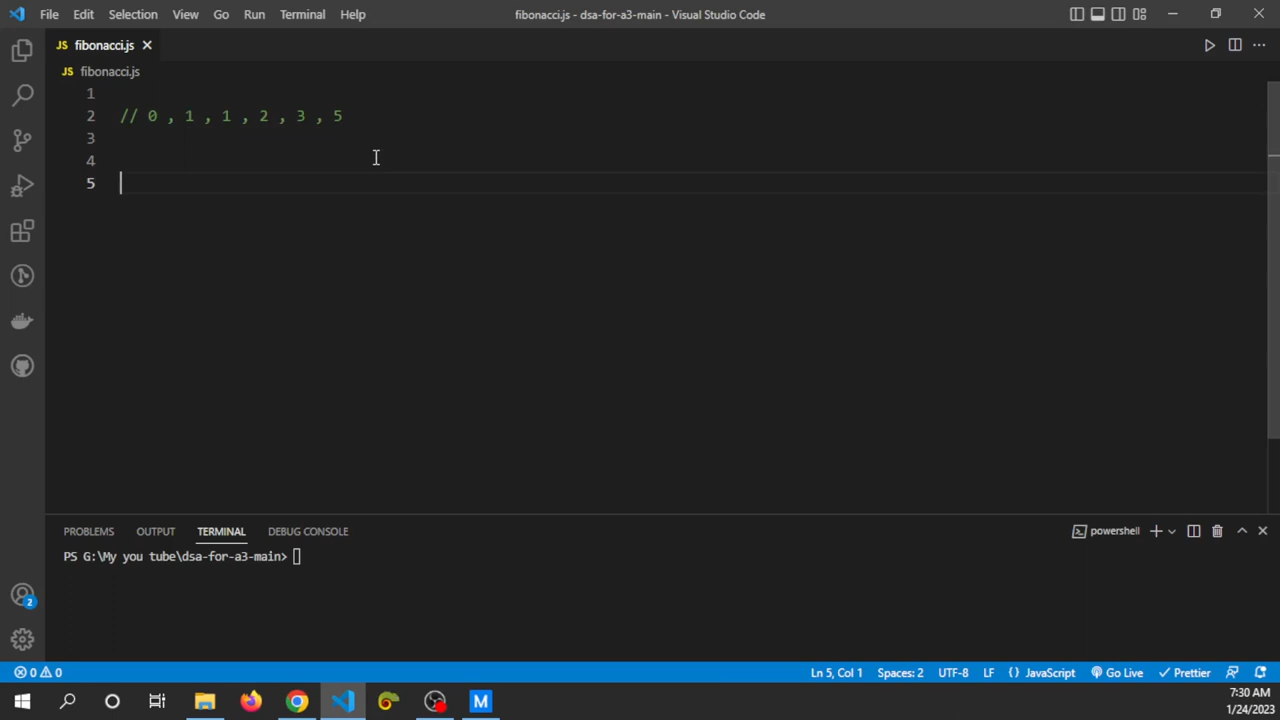 File Edit Selection View Go Run Terminal Help
fibonacci.js - dsa-for-a3-main - Visual Studio Code
JS fibonacci.js
JS fibonacci.js
1
2 // 0 , 1 , 1 , 2 , 3 , 5
3
4
5
PROBLEMS OUTPUT TERMINAL DEBUG CONSOLE
powershell
PS G:\My you tube\dsa-for-a3-main>
2
0 0
Ln 5, Col 1 Spaces: 2 UTF-8 LF {} JavaScript Go Live Prettier
M
7:30 AM
1/24/2023